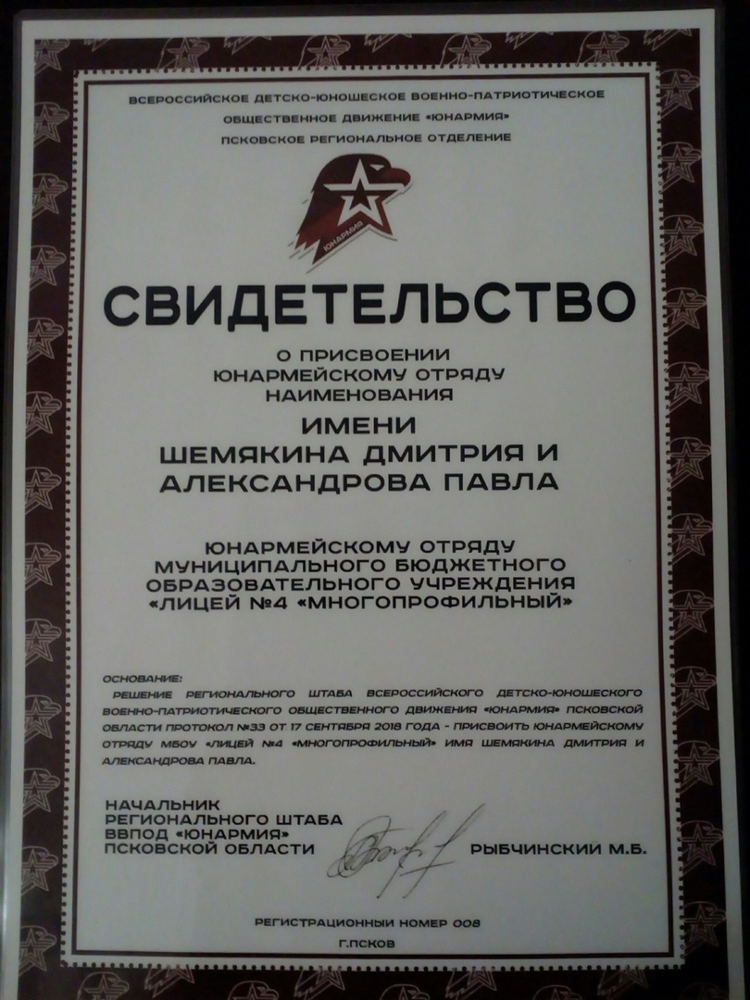 ВСЕРОССИЙСКОЕ ДЕТСКО-ЮНОШЕСКОЕ ВОЕННО-ПАТРИОТИЧЕСКОЕ
ОБЩЕСТВЕННОЕ ДВИЖЕНИЕ «ЮНАРМИЯ»
ПСКОВСКОЕ РЕГИОНАЛЬНОЕ ОТДЕЛЕНИЕ
ЮНАРМИЯ
СВИДЕТЕЛЬСТВО
О ПРИСВОЕНИИ
ЮНАРМЕЙСКОМУ ОТРЯДУ
НАИМЕНОВАНИЯ
ИМЕНИ
ШЕМЯКИНА ДМИТРИЯ И
АЛЕКСАНДРОВА ПАВЛА
ЮНАРМЕЙСКОМУ ОТРЯДУ
МУНИЦИПАЛЬНОГО БЮДЖЕТНОГО
ОБРАЗОВАТЕЛЬНОГО УЧРЕЖДЕНИЯ
«ЛИЦЕЙ №4 «МНОГОПРОФИЛЬНЫЙ»
ОСНОВАНИЕ:
РЕШЕНИЕ РЕГИОНАЛЬНОГО ШТАБА ВСЕРОССИЙСКОГО ДЕТСКО-ЮНОШЕСКОГО
ВОЕННО-ПАТРИОТИЧЕСКОГО ОБЩЕСТВЕННОГО ДВИЖЕНИЯ «ЮНАРМИЯ» ПСКОВСКОЙ
ОБЛАСТИ ПРОТОКОЛ №33 ОТ 17 СЕНТЯБРЯ 2018 ГОДА - ПРИСВОИТЬ ЮНАРМЕЙСКОМУ
ОТРЯДУ МБОУ «ЛИЦЕЙ №4 «МНОГОПРОФИЛЬНЫЙ» ИМЯ ШЕМЯКИНА ДМИТРИЯ И
АЛЕКСАНДРОВА ПАВЛА.
НАЧАЛЬНИК
РЕГИОНАЛЬНОГО ШТАБА
ВВПОД «ЮНАРМИЯ»
ПСКОВСКОЙ ОБЛАСТИ РЫБЧИНСКИЙ М.Б.
РЕГИСТРАЦИОННЫЙ НОМЕР 008
Г.ПСКОВ